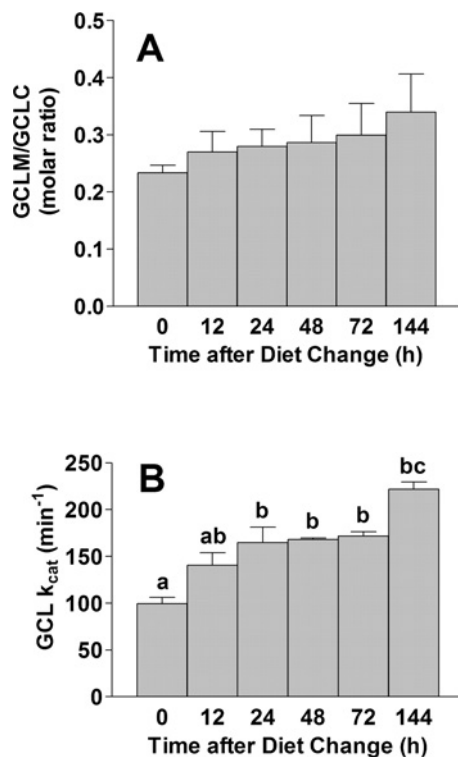 A
GCLM/GCLC
(molar ratio)
0.5
0.4
0.3
0.2
0.1
0.0
0 12 24 48 72 144
Time after Diet Change (h)
B
GCL kcat (min-1)
250
200
150
100
50
0
a ab b b b bc
0 12 24 48 72 144
Time after Diet Change (h)